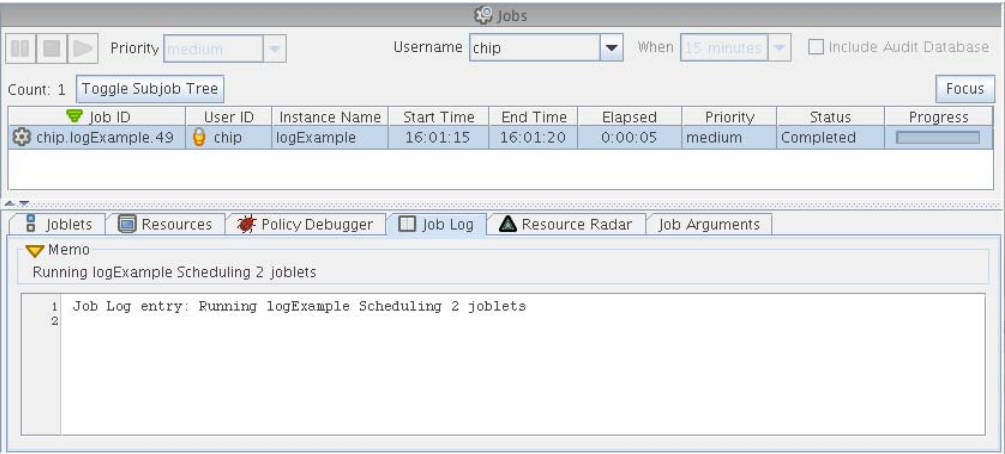 Jobs
Priority medium Username chip When 15 minutes Include Audit Database
Count: 1 Toggle Subjob Tree Focus
Job ID User ID Instance Name Start Time End Time Elapsed Priority Status Progress
chip.logExample.49 chip logExample 16:01:15 16:01:20 0:00:05 medium Completed
Joblets Resources Policy Debugger Job Log Resource Radar Job Arguments
Memo
Running logExample Scheduling 2 joblets
1 Job Log entry: Running logExample Scheduling 2 joblets
2